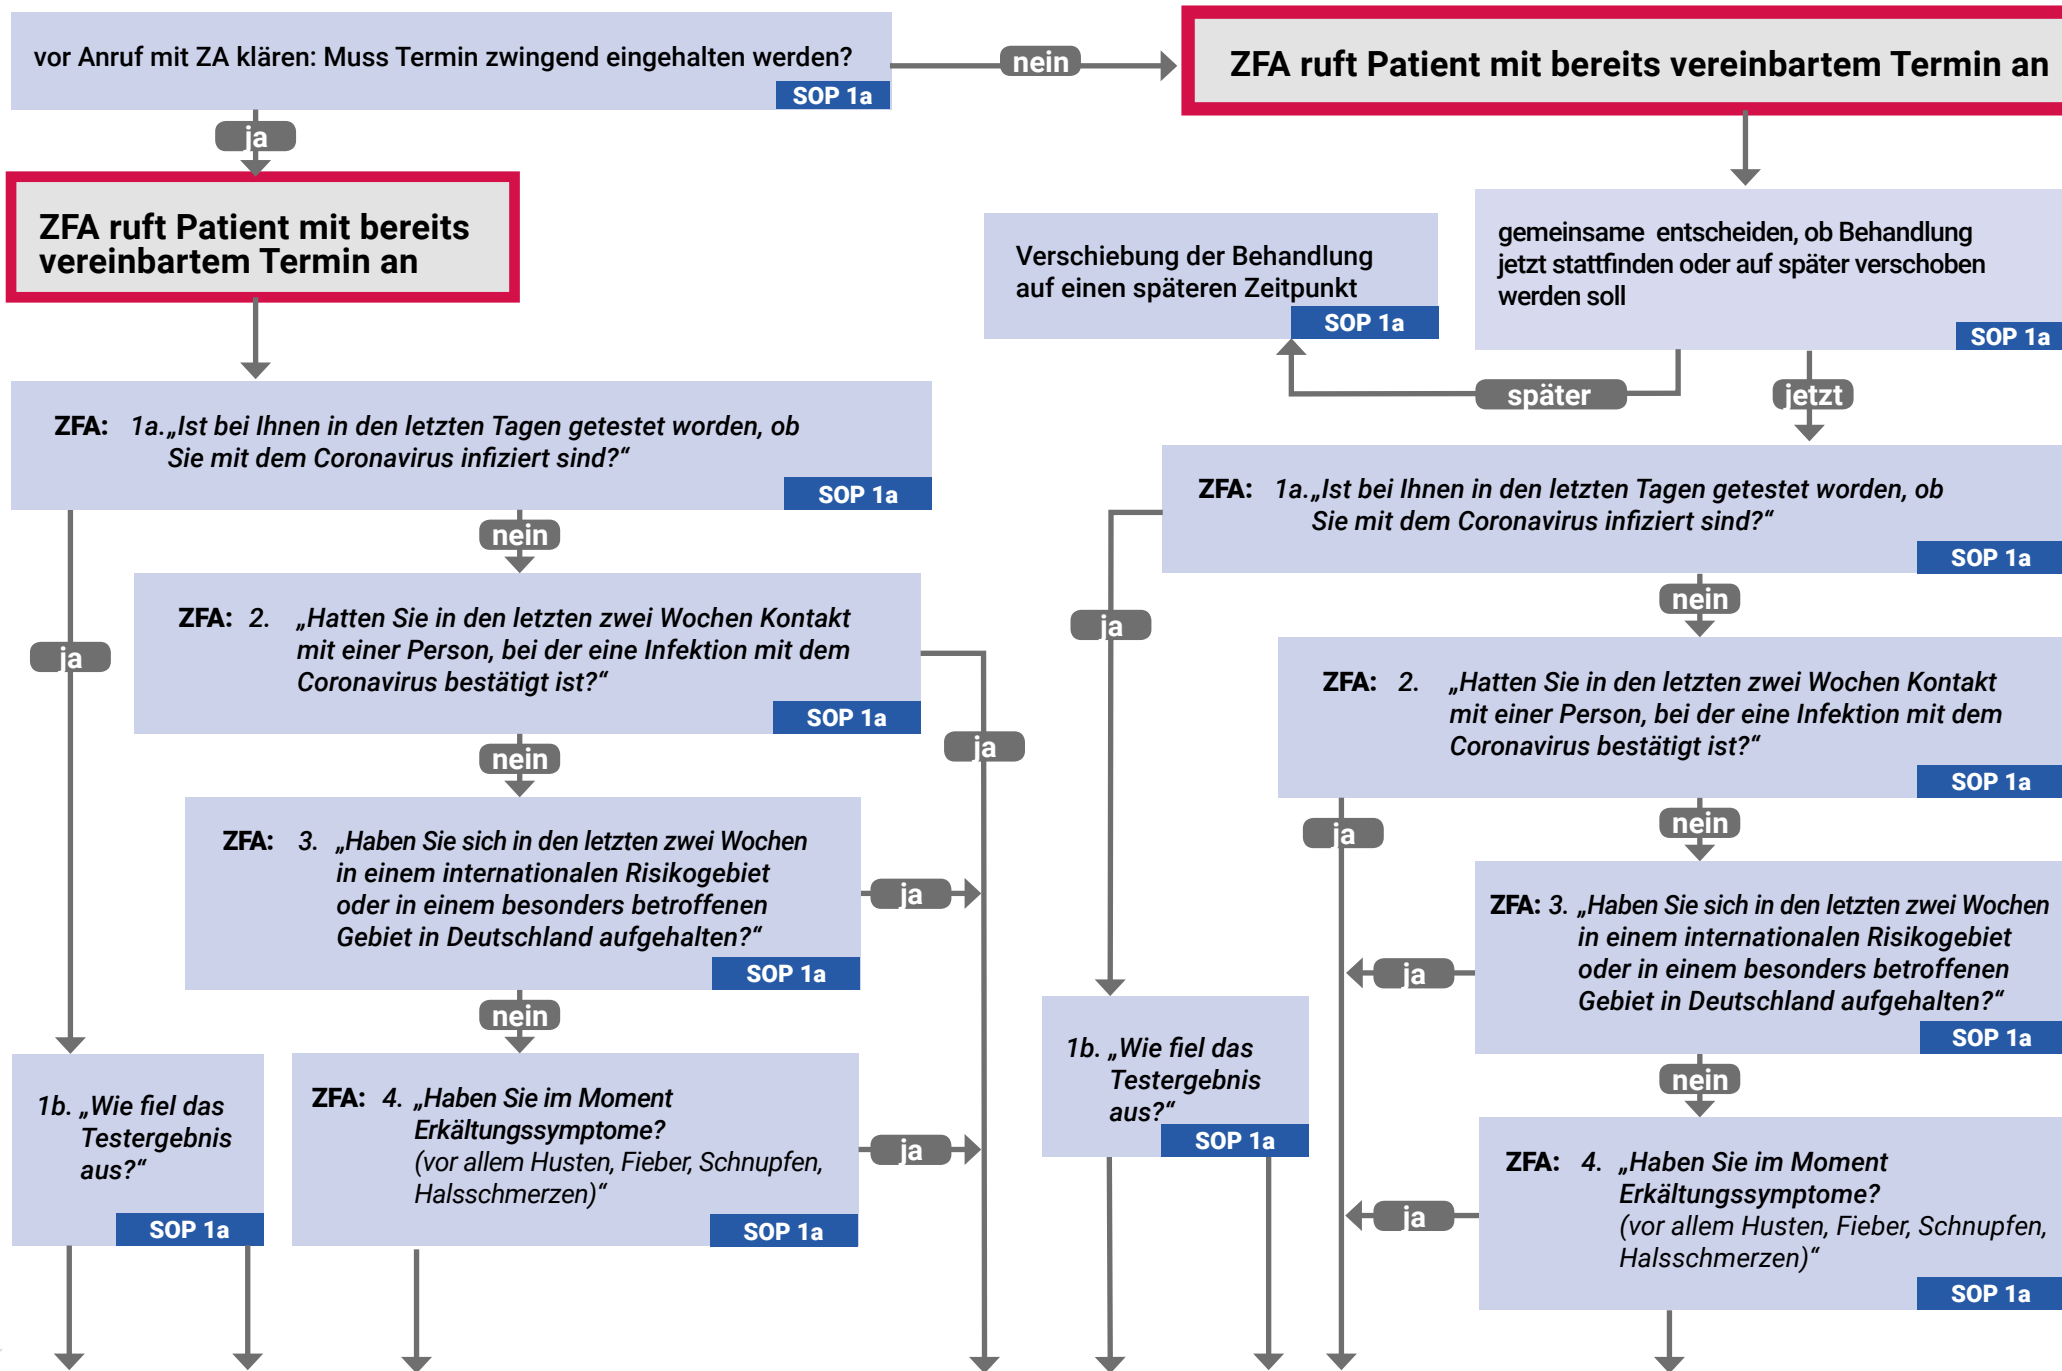 vor Anruf mit ZA klären: Muss Termin zwingend eingehalten werden?
SOP 1a
nein
ZFA ruft Patient mit bereits vereinbartem Termin an
ja
ZFA ruft Patient mit bereits
vereinbartem Termin an
Verschiebung der Behandlung
auf einen späteren Zeitpunkt
SOP 1a
gemeinsame entscheiden, ob Behandlung
jetzt stattfinden oder auf später verschoben
werden soll
SOP 1a
später
jetzt
ZFA: 1a.„Ist bei Ihnen in den letzten Tagen getestet worden, ob
Sie mit dem Coronavirus infiziert sind?“
SOP 1a
nein
ja
ZFA: 2. „Hatten Sie in den letzten zwei Wochen Kontakt
mit einer Person, bei der eine Infektion mit dem
Coronavirus bestätigt ist?“
SOP 1a
nein
ja
ZFA: 3. „Haben Sie sich in den letzten zwei Wochen
in einem internationalen Risikogebiet
oder in einem besonders betroffenen
Gebiet in Deutschland aufgehalten?“
SOP 1a
ja
nein
1b. „Wie fiel das
Testergebnis
aus?“
SOP 1a
ZFA: 4. „Haben Sie im Moment
Erkältungssymptome?
(vor allem Husten, Fieber, Schnupfen,
Halsschmerzen)“
SOP 1a
ja
ZFA: 1a.„Ist bei Ihnen in den letzten Tagen getestet worden, ob
Sie mit dem Coronavirus infiziert sind?“
SOP 1a
nein
ja
ZFA: 2. „Hatten Sie in den letzten zwei Wochen Kontakt
mit einer Person, bei der eine Infektion mit dem
Coronavirus bestätigt ist?“
SOP 1a
ja
nein
ZFA: 3. „Haben Sie sich in den letzten zwei Wochen
in einem internationalen Risikogebiet
oder in einem besonders betroffenen
Gebiet in Deutschland aufgehalten?“
SOP 1a
ja
nein
1b. „Wie fiel das
Testergebnis
aus?“
SOP 1a
ZFA: 4. „Haben Sie im Moment
Erkältungssymptome?
(vor allem Husten, Fieber, Schnupfen,
Halsschmerzen)“
SOP 1a
ja